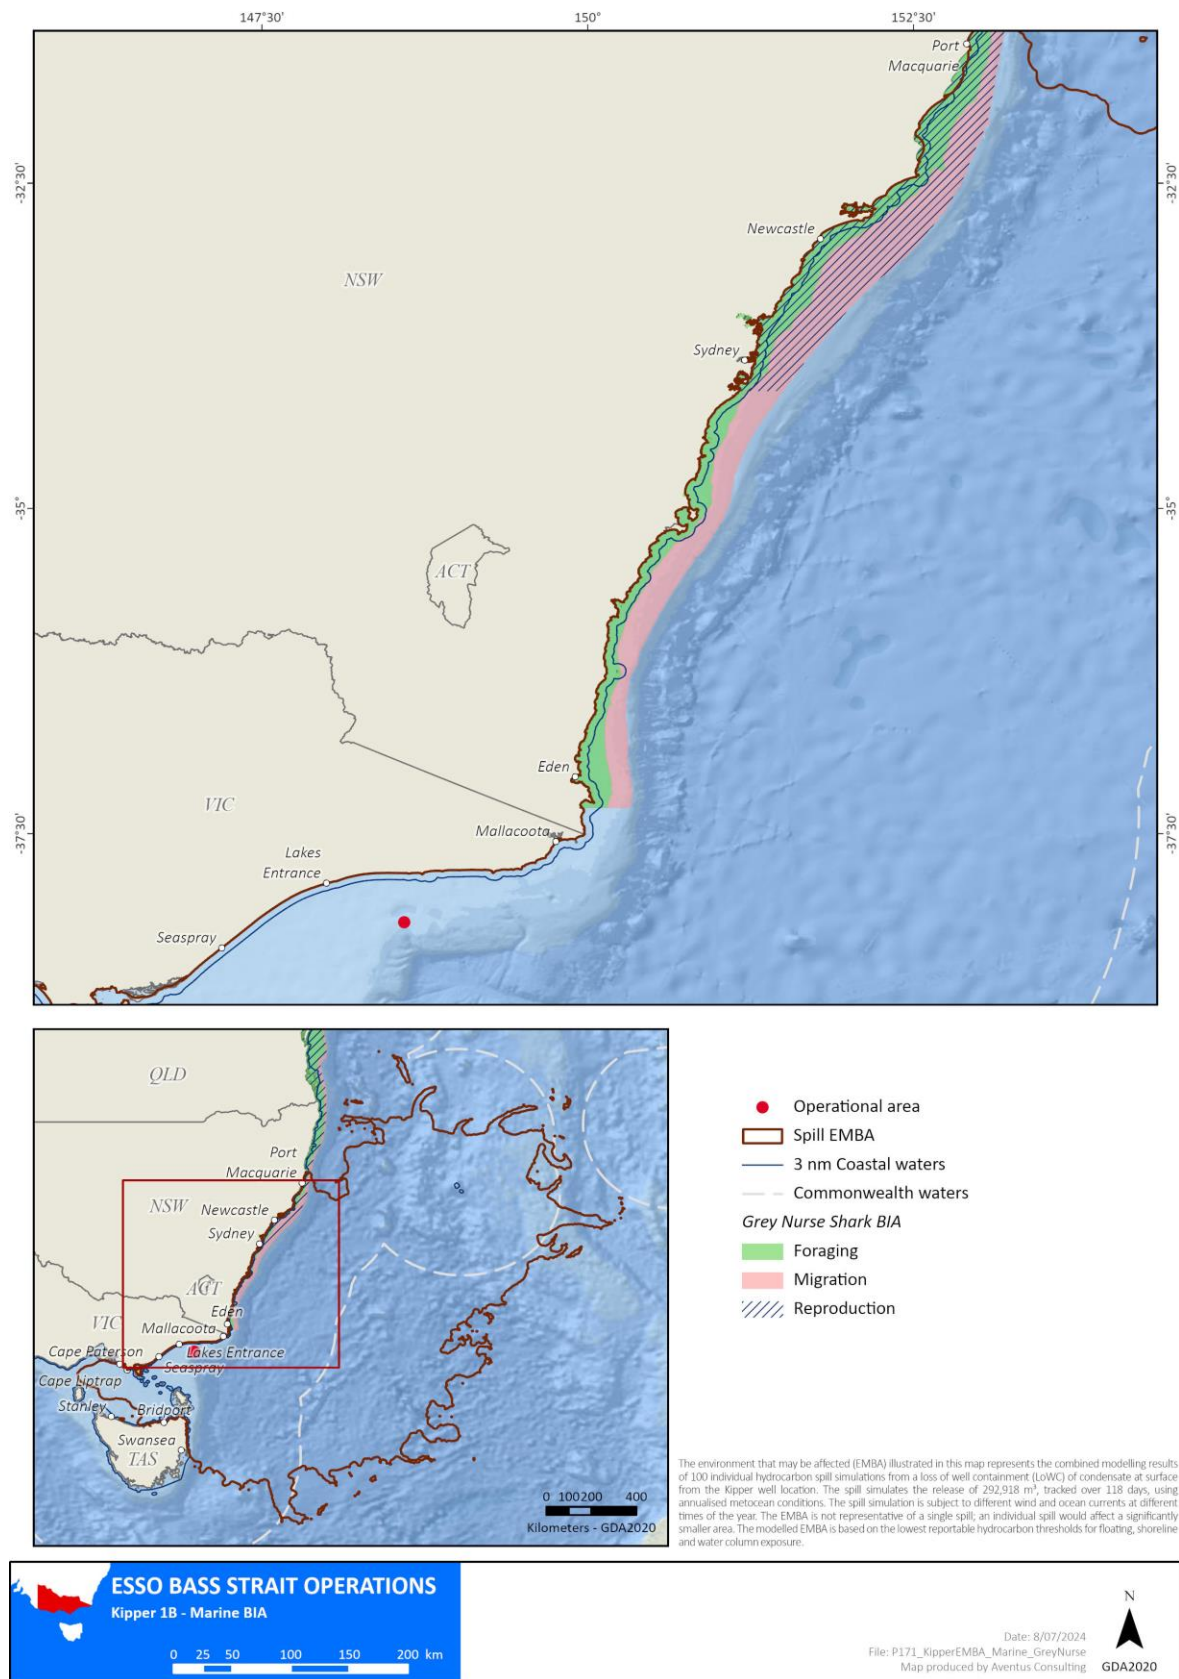 147°30'
150°
152°30'
Port
Macquarie
-32°30'
-32°30'
Newcastle
NSW
Sydney
-35°
-35°
ACT
Eden
VIC
Mallacoota
-37°30'
-37°30'
Lakes
Entrance
Seaspray
QLD
Port
Macquarie
NSW
Newcastle
Sydney
ACT
Eden
VIC
Mallacoota
Cape Paterson
Lakes Entrance
Seaspray
Cape Liptrap
Stanley
Bridport
Swansea
TAS
0 100 200 400
Kilometers - GDA2020
Operational area
Spill EMBA
3 nm Coastal waters
Commonwealth waters
Grey Nurse Shark BIA
Foraging
Migration
Reproduction
The environment that may be affected (EMBA) illustrated in this map represents the combined modelling results
of 100 individual hydrocarbon spill simulations from a loss of well containment (LoWC) of condensate at surface
from the Kipper well location. The spill simulates the release of 292,918 m³, tracked over 118 days, using
annualised metocean conditions. The spill simulation is subject to different wind and ocean currents at different
times of the year. The EMBA is not representative of a single spill; an individual spill would affect a significantly
smaller area. The modelled EMBA is based on the lowest reportable hydrocarbon thresholds for floating, shoreline
and water column exposure.
ESSO BASS STRAIT OPERATIONS
Kipper 1B - Marine BIA
0 25 50 100 150 200 km
N
Date: 8/07/2024
File: P171_KipperEMBA_Marine_GreyNurse
Map produced by Aventus Consulting
GDA2020